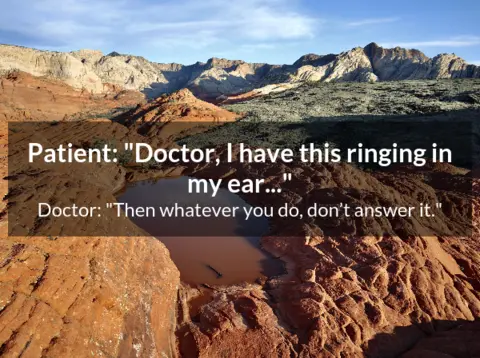 Patient: "Doctor, I have this ringing in
my ear..."
Doctor: "Then whatever you do, don’t answer it."